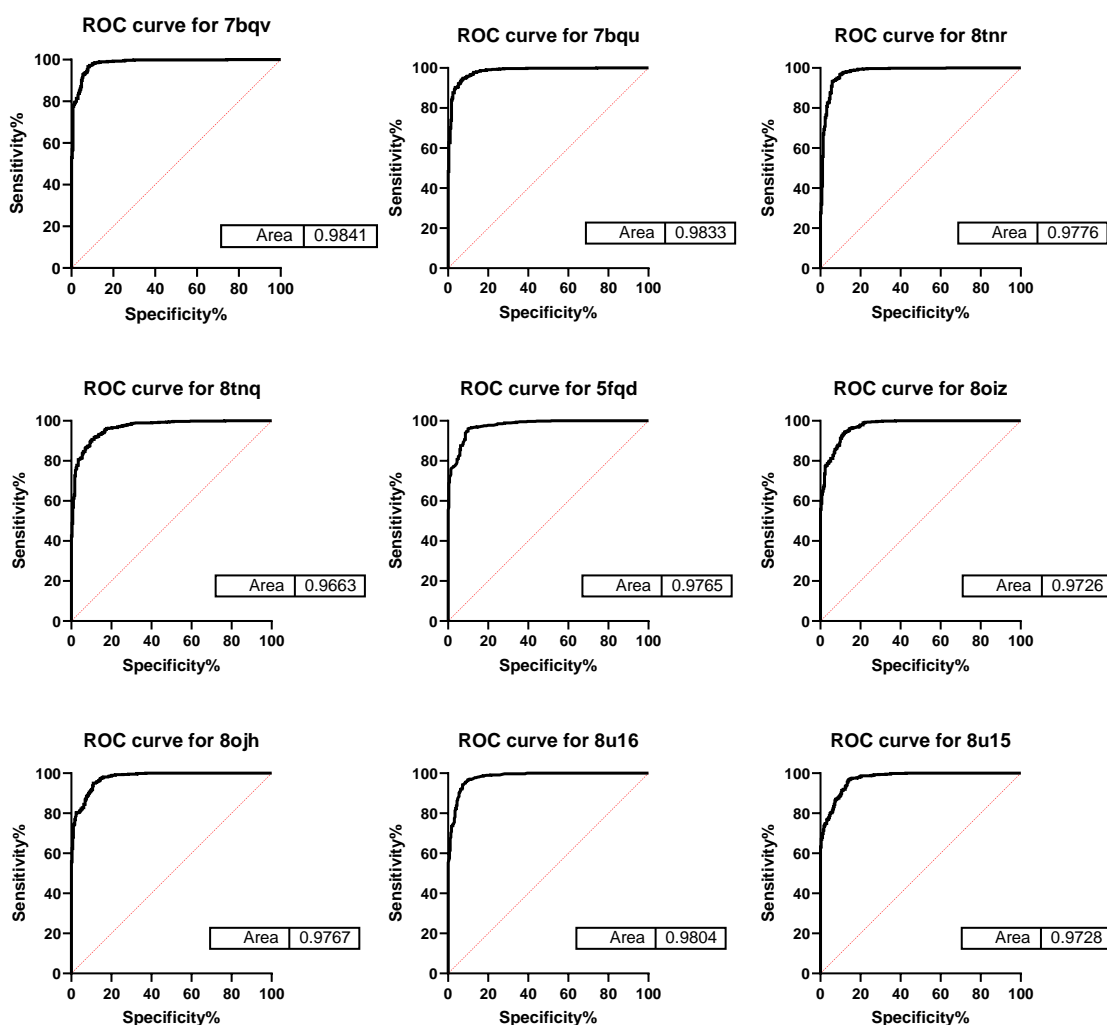 ROC curve for 7bqv
100
80
60
40
20
0
Sensitivity%
Area 0.9841
0 20 40 60 80 100
Specificity%
ROC curve for 7bqu
100
80
60
40
20
0
Sensitivity%
Area 0.9833
0 20 40 60 80 100
Specificity%
ROC curve for 8tnr
100
80
60
40
20
0
Sensitivity%
Area 0.9776
0 20 40 60 80 100
Specificity%
ROC curve for 8tnq
100
80
60
40
20
0
Sensitivity%
Area 0.9663
0 20 40 60 80 100
Specificity%
ROC curve for 5fqd
100
80
60
40
20
0
Sensitivity%
Area 0.9765
0 20 40 60 80 100
Specificity%
ROC curve for 8oiz
100
80
60
40
20
0
Sensitivity%
Area 0.9726
0 20 40 60 80 100
Specificity%
ROC curve for 8ojh
100
80
60
40
20
0
Sensitivity%
Area 0.9767
0 20 40 60 80 100
Specificity%
ROC curve for 8u16
100
80
60
40
20
0
Sensitivity%
Area 0.9804
0 20 40 60 80 100
Specificity%
ROC curve for 8u15
100
80
60
40
20
0
Sensitivity%
Area 0.9728
0 20 40 60 80 100
Specificity%